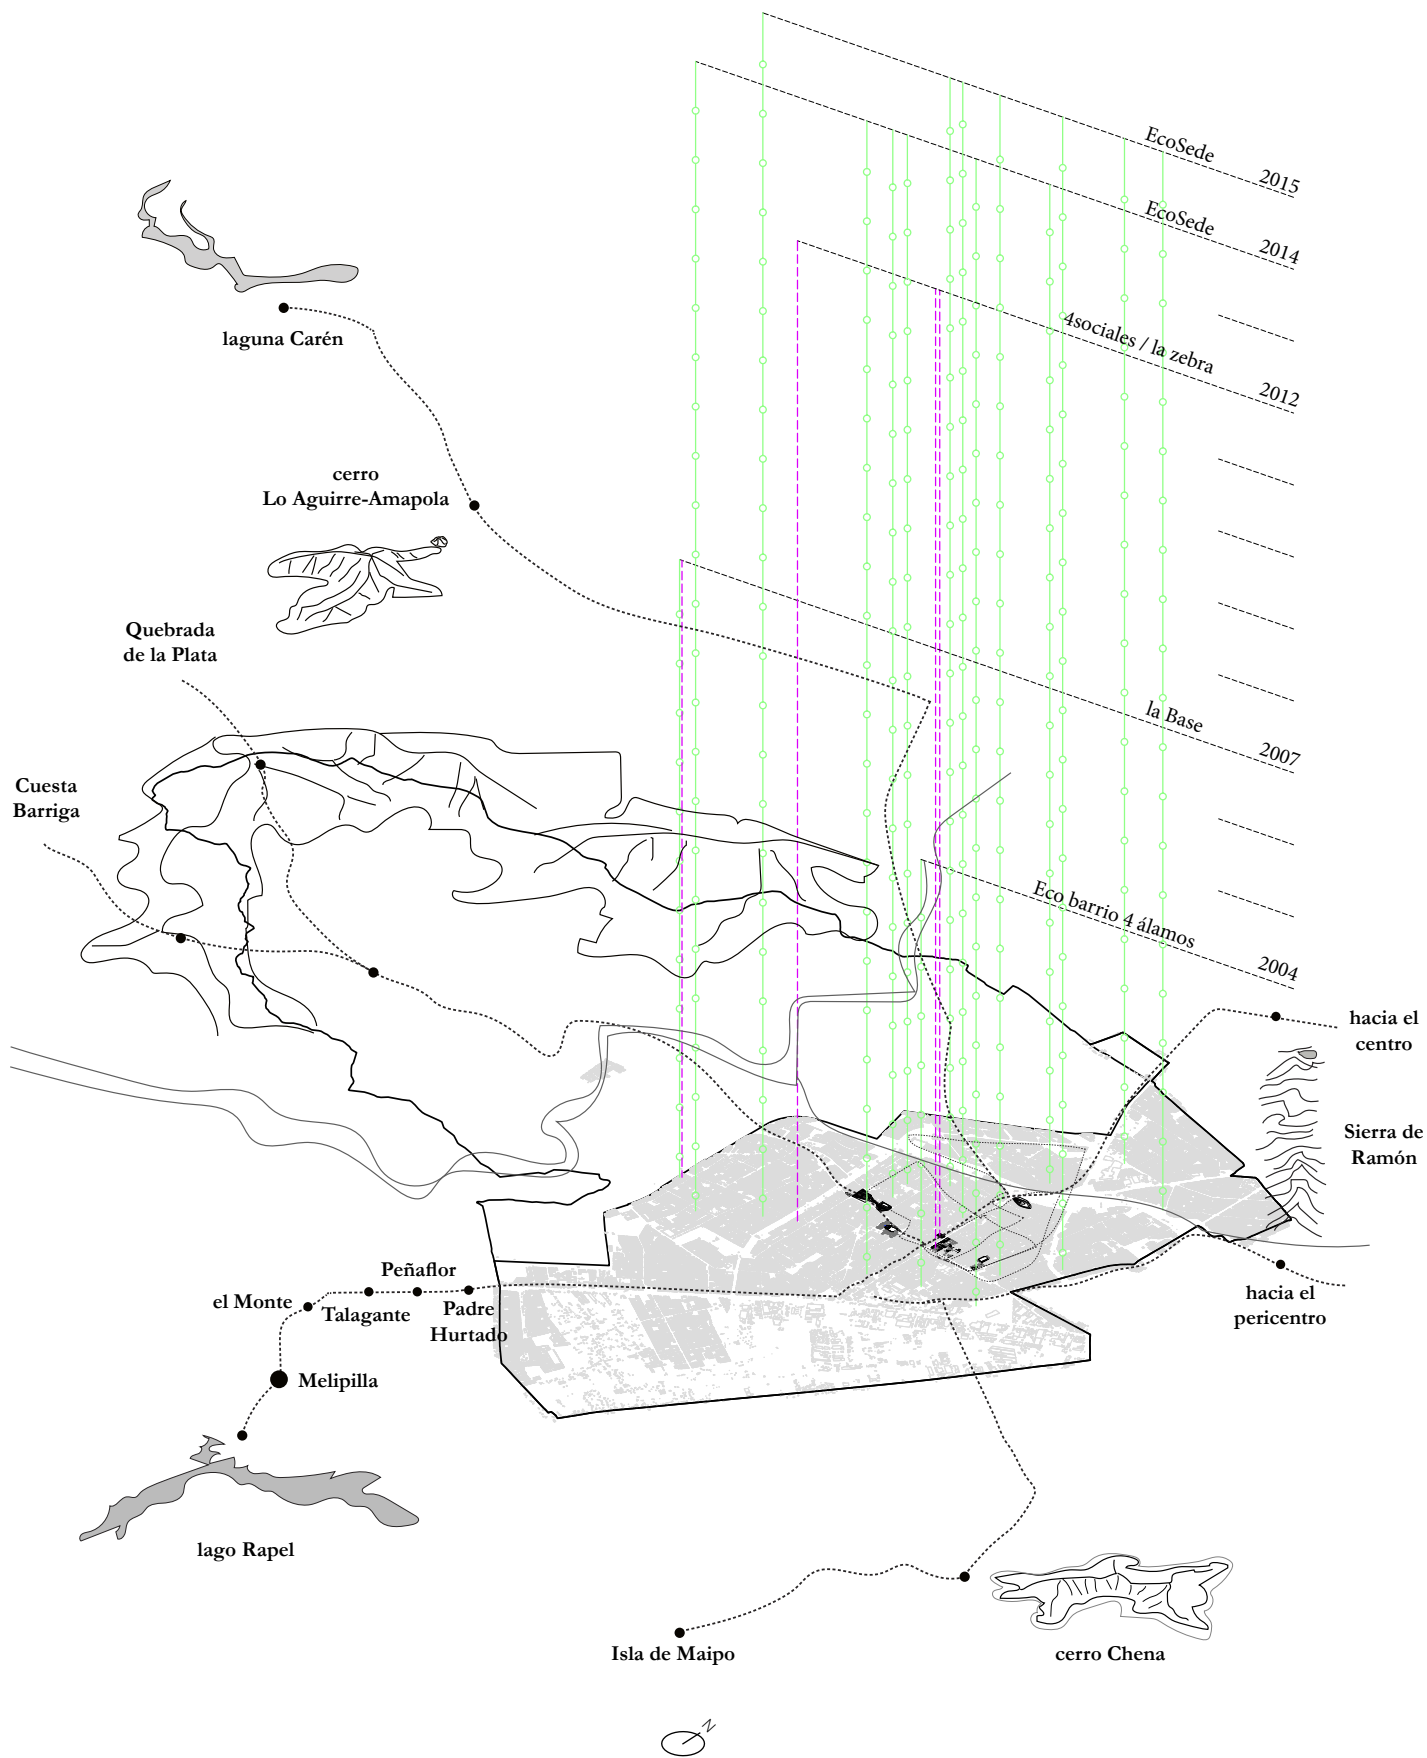 EcoSede
2015
EcoSede
2014
4sociales / la zebra
2012
laguna Carén
cerro
Lo Aguirre-Amapola
Quebrada
de la Plata
la Base
2007
Cuesta
Barriga
Eco barrio 4 álamos
2004
hacia el
centro
Sierra de
Ramón
Peñaflor
el Monte
Talagante
Padre
Hurtado
hacia el
pericentro
Melipilla
lago Rapel
Isla de Maipo
cerro Chena
N